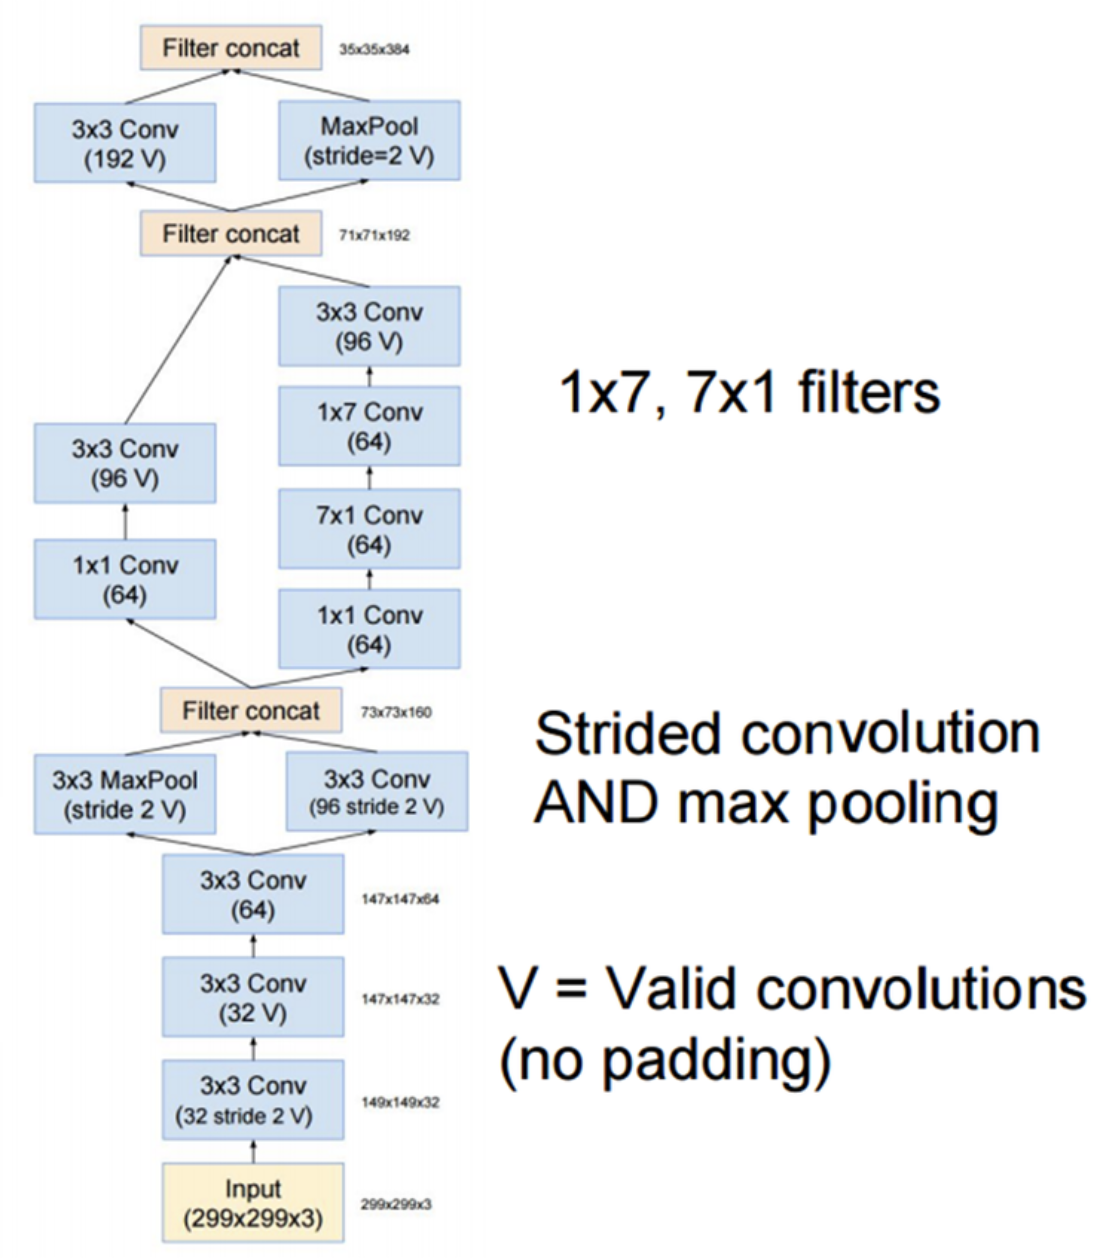 Filter concat
35x35x384
3x3 Conv
(192 V)
MaxPool
(stride=2 V)
Filter concat
71x71x192
3x3 Conv
(96 V)
1x7 Conv
(64)
1x7, 7x1 filters
3x3 Conv
(96 V)
7x1 Conv
(64)
1x1 Conv
(64)
1x1 Conv
(64)
Filter concat
73x73x160
Strided convolution
AND max pooling
3x3 MaxPool
(stride 2 V)
3x3 Conv
(96 stride 2 V)
3x3 Conv
(64)
147x147x64
3x3 Conv
(32 V)
147x147x32
V = Valid convolutions
(no padding)
3x3 Conv
(32 stride 2 V)
149x149x32
Input
(299x299x3)
299x299x3